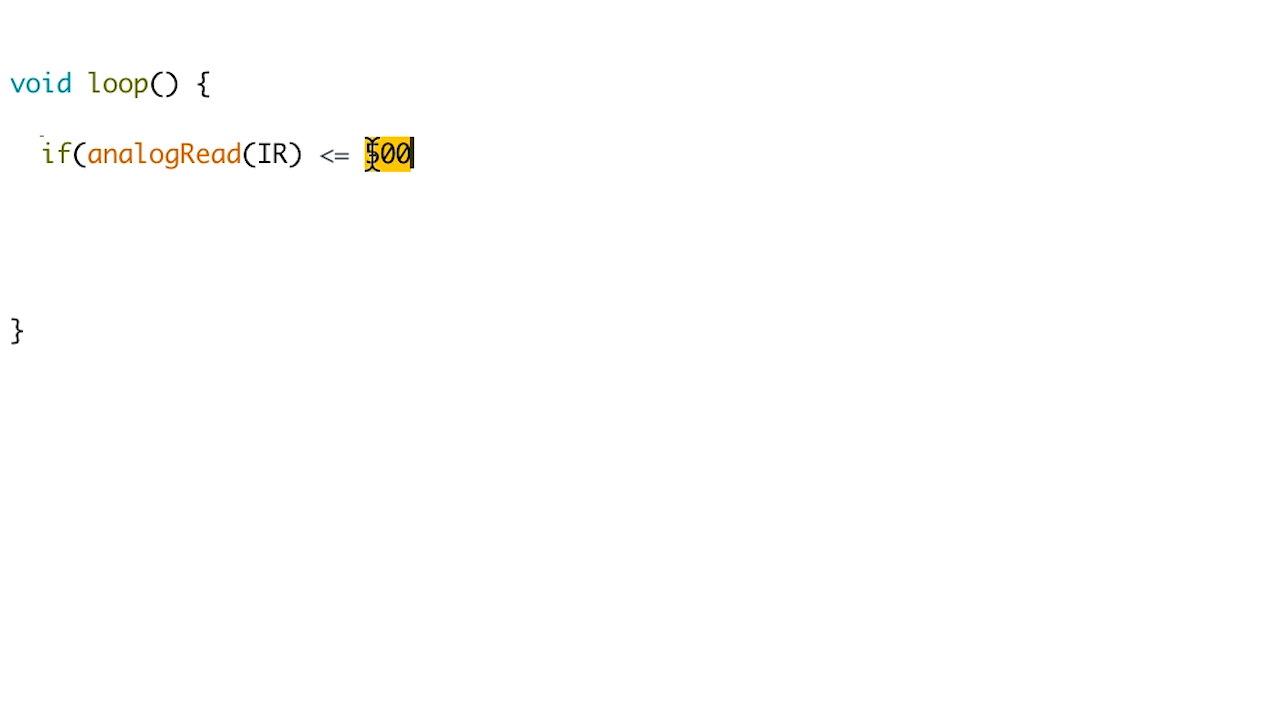 void loop() {
if(analogRead(IR) <= 500
}